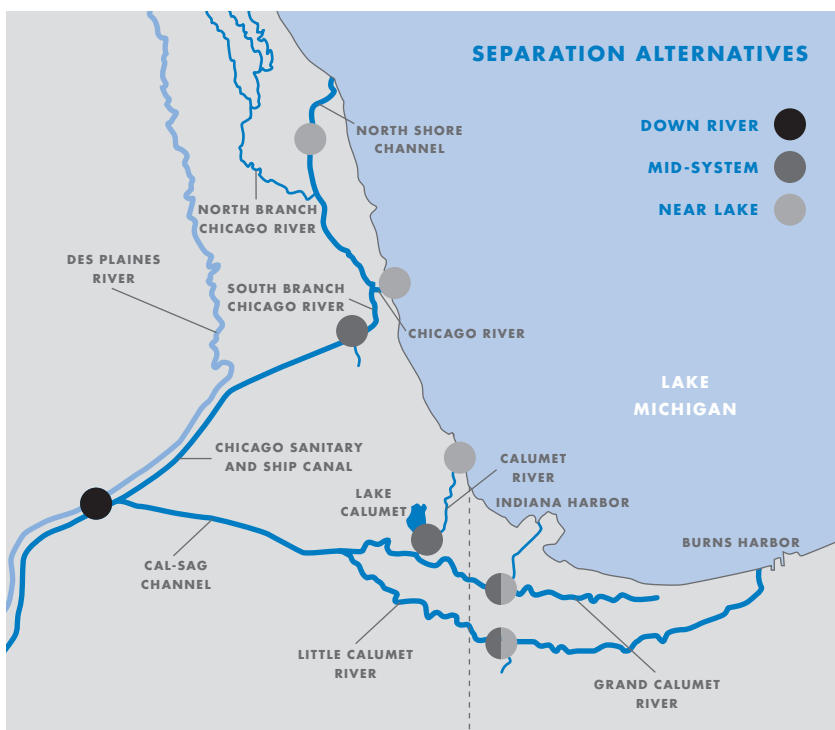 SEPARATION ALTERNATIVES
DOWN RIVER
MID-SYSTEM
NEAR LAKE
NORTH SHORE
CHANNEL
NORTH BRANCH
CHICAGO RIVER
DES PLAINES
RIVER
SOUTH BRANCH
CHICAGO RIVER
CHICAGO RIVER
LAKE
MICHIGAN
CHICAGO SANITARY
AND SHIP CANAL
CALUMET
RIVER
LAKE
CALUMET
INDIANA HARBOR
BURNS HARBOR
CAL-SAG
CHANNEL
LITTLE CALUMET
RIVER
GRAND CALUMET
RIVER